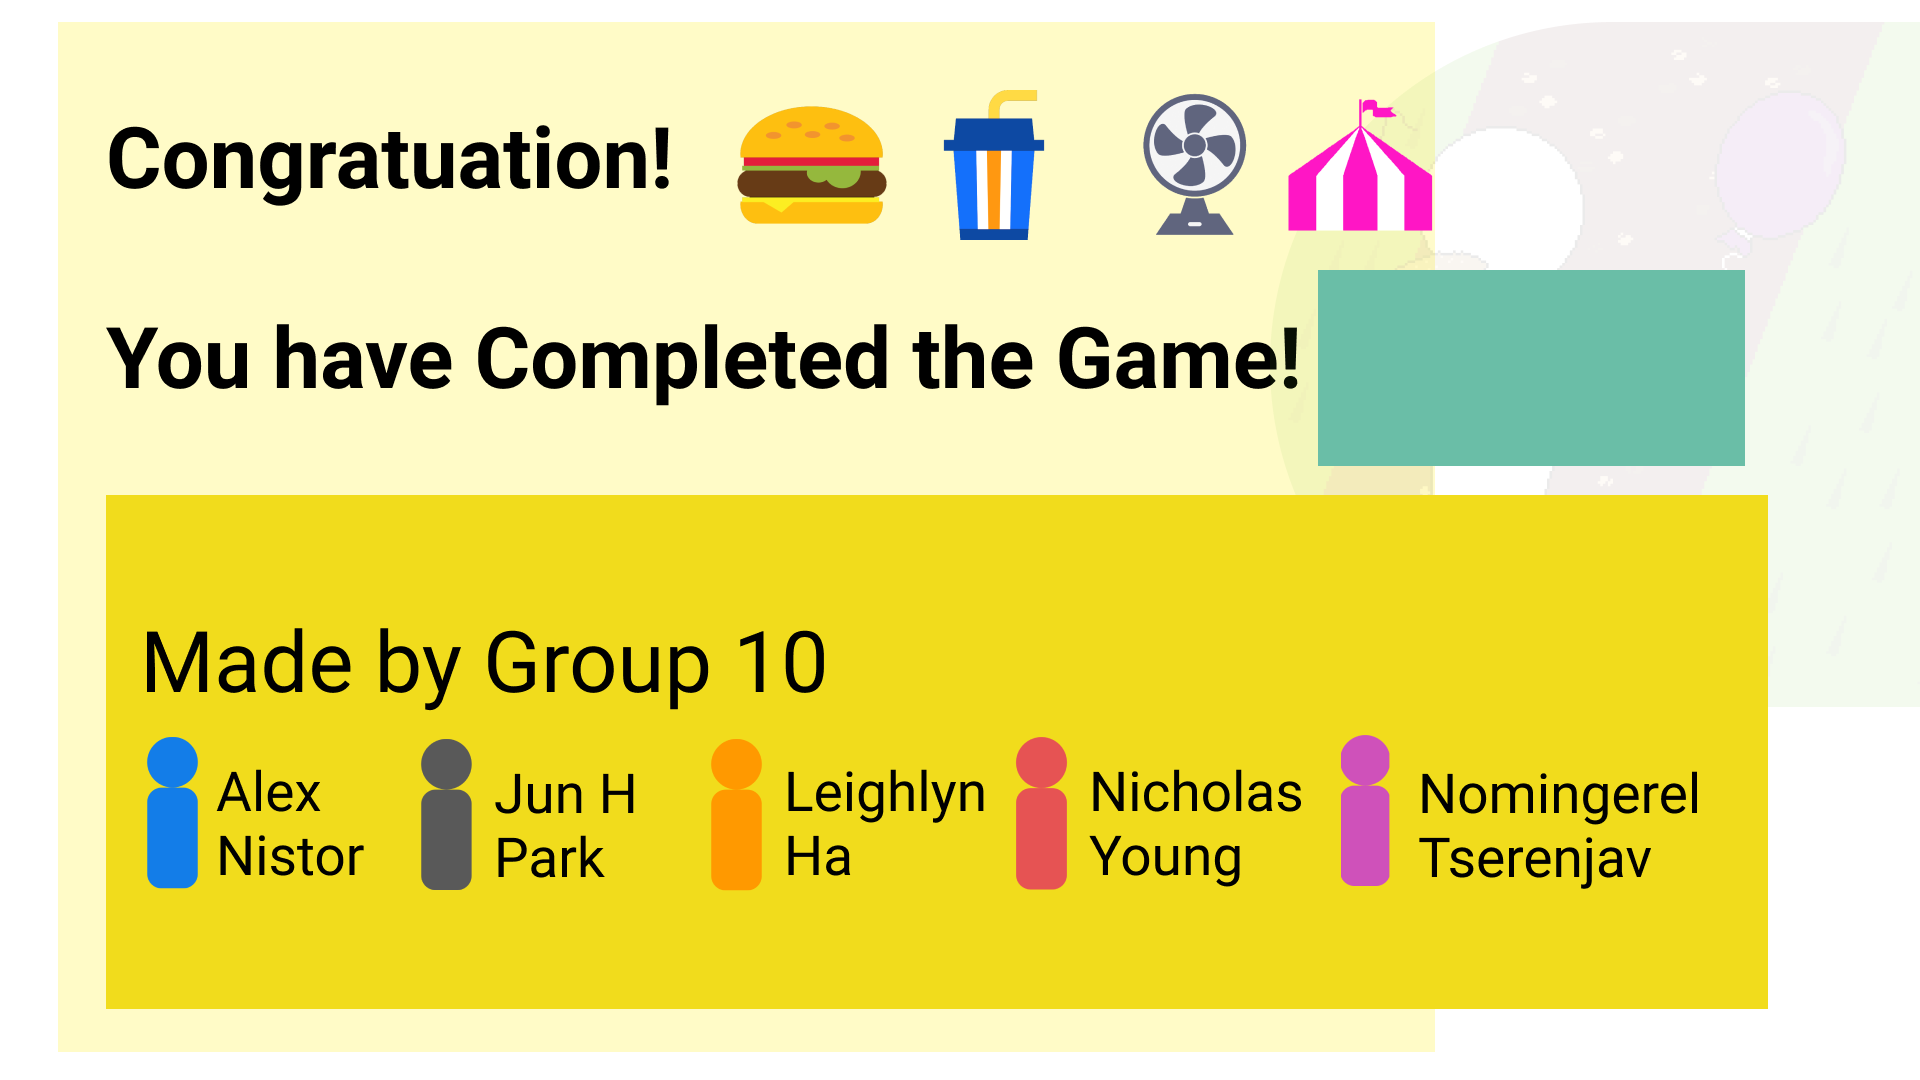 Congratuation!
You have Completed the Game!
Made by Group 10
Alex
Nistor
Jun H
Park
Leighlyn
Ha
Nicholas
Young
Nomingerel
Tserenjav